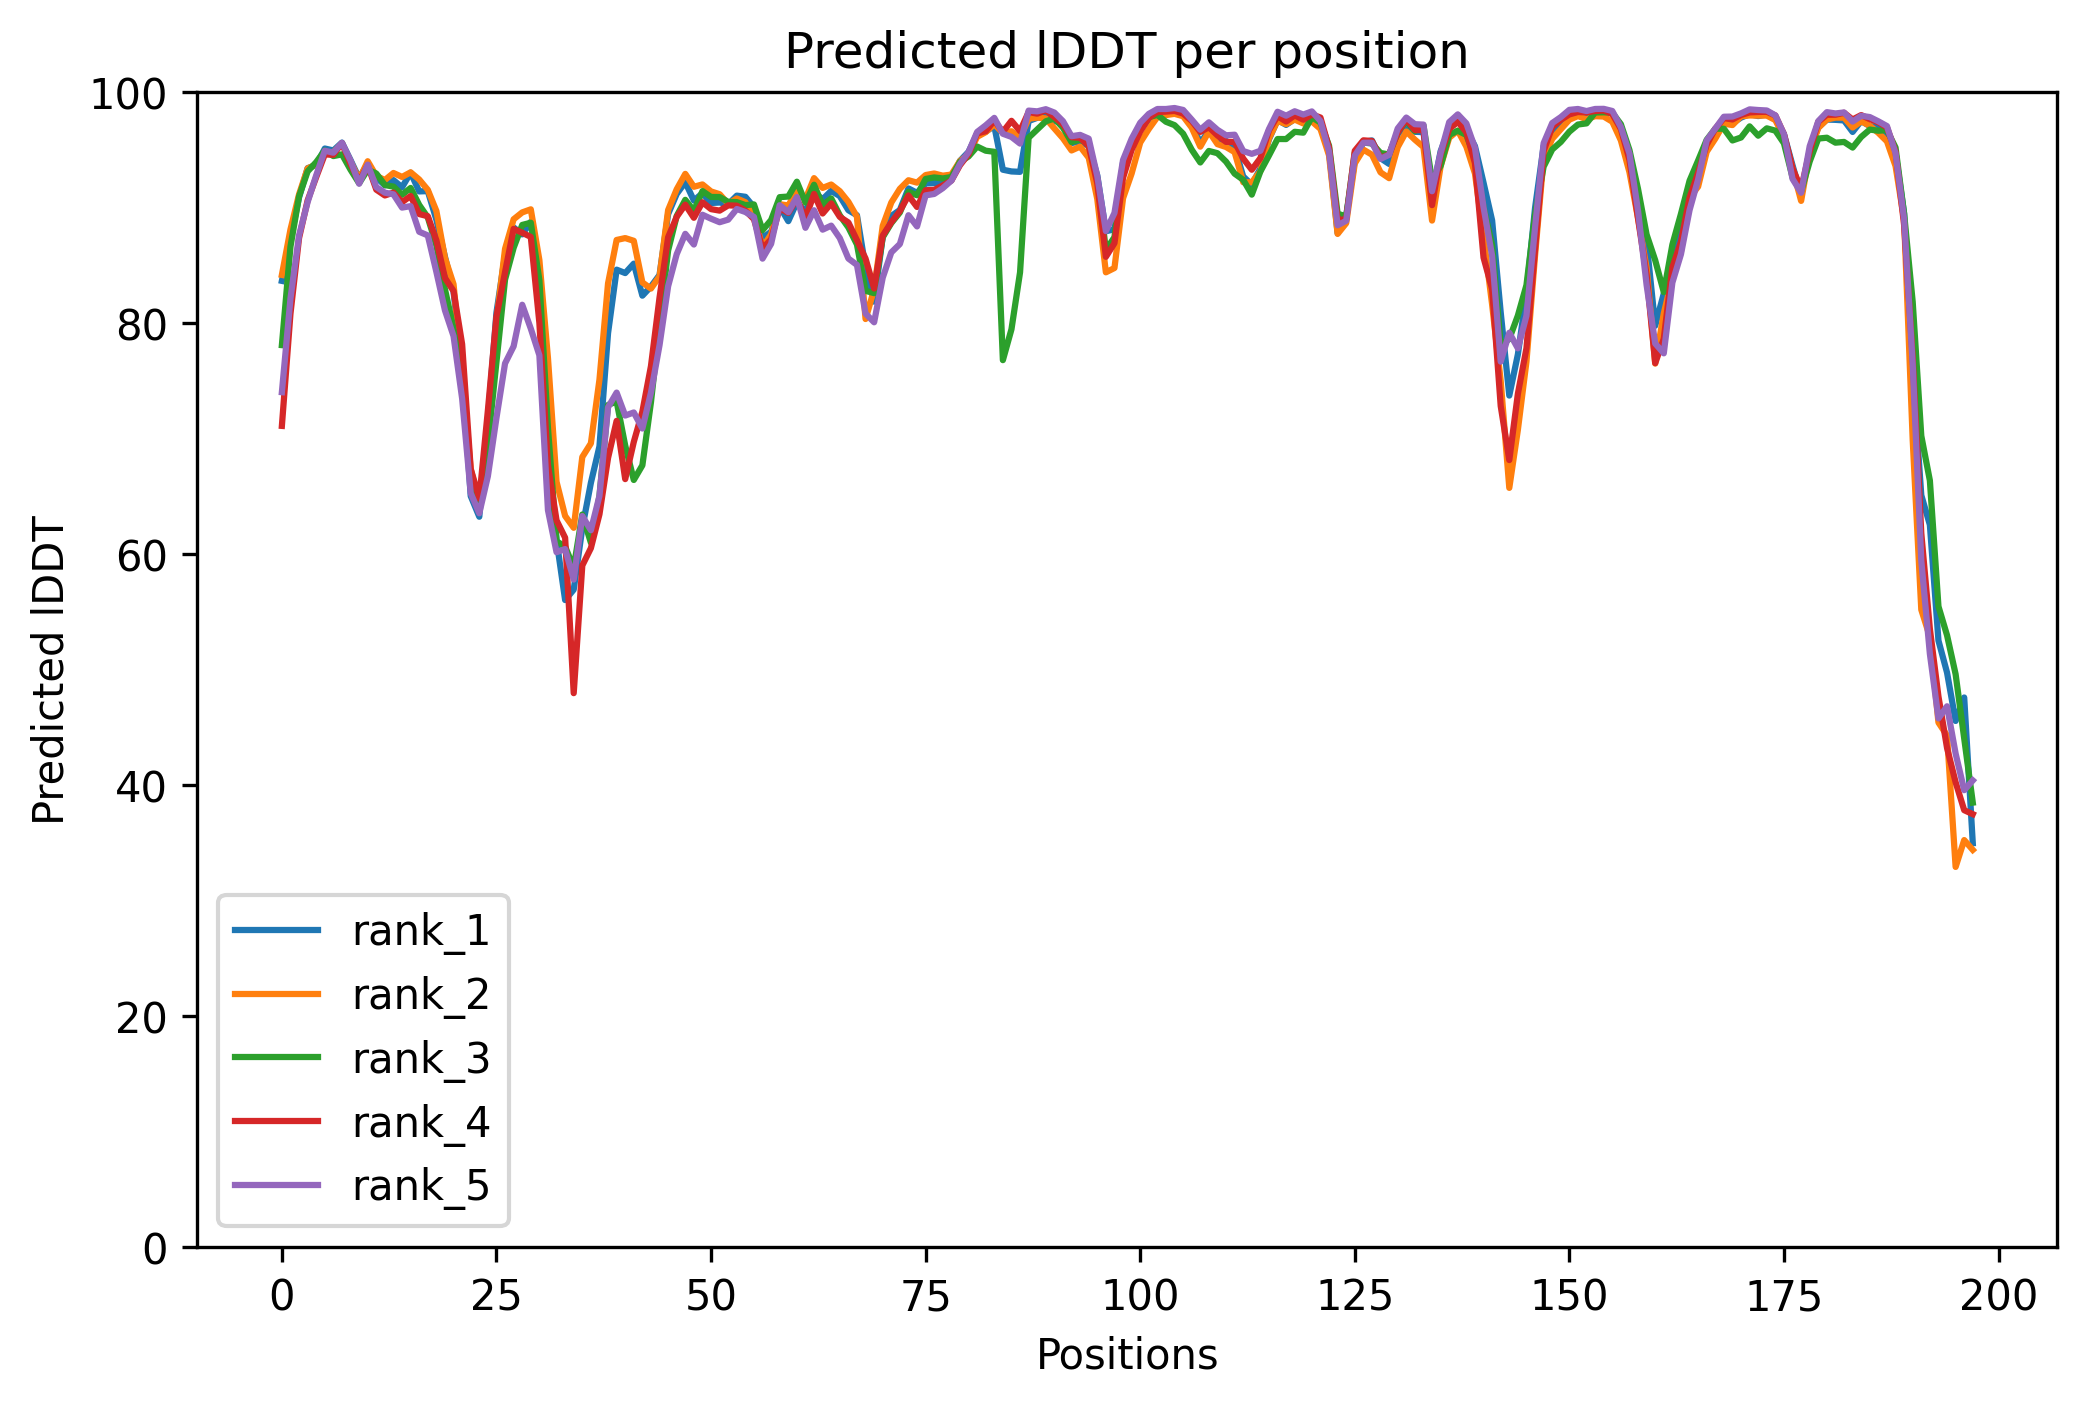 Predicted lDDT per position
Predicted lDDT
100
80
60
40
20
0
rank_1
rank_2
rank_3
rank_4
rank_5
0 25 50 75 100 125 150 175 200
Positions